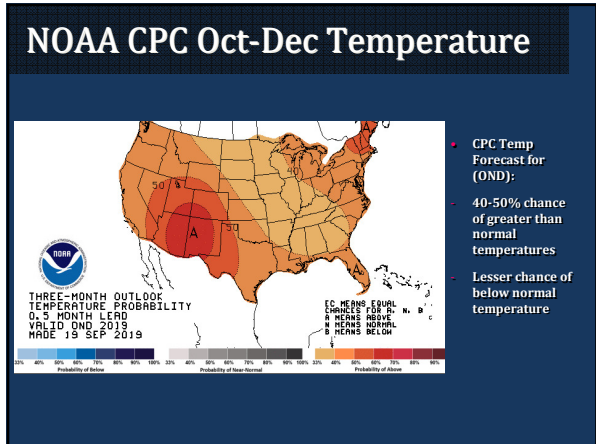 NOAA CPC Oct-Dec Temperature
A
50
A
40
50
A
A
NOAA
THREE-MONTH OUTLOOK
TEMPERATURE PROBABILITY
0.5 MONTH LEAD
VALID OND 2019
MADE 19 SEP 2019
EC MEANS EQUAL
CHANCES FOR A, N, B
A MEANS ABOVE
N MEANS NORMAL
B MEANS BELOW
33% 40% 50% 60% 70% 80% 90% 100%
Probability of Below
33% 40% 50% 60% 70% 80% 90% 100%
Probability of Near-Normal
33% 40% 50% 60% 70% 80% 90%
Probability of Above
• CPC Temp
Forecast for
(OND):
- 40-50% chance
of greater than
normal
temperatures
- Lesser chance of
below normal
temperature